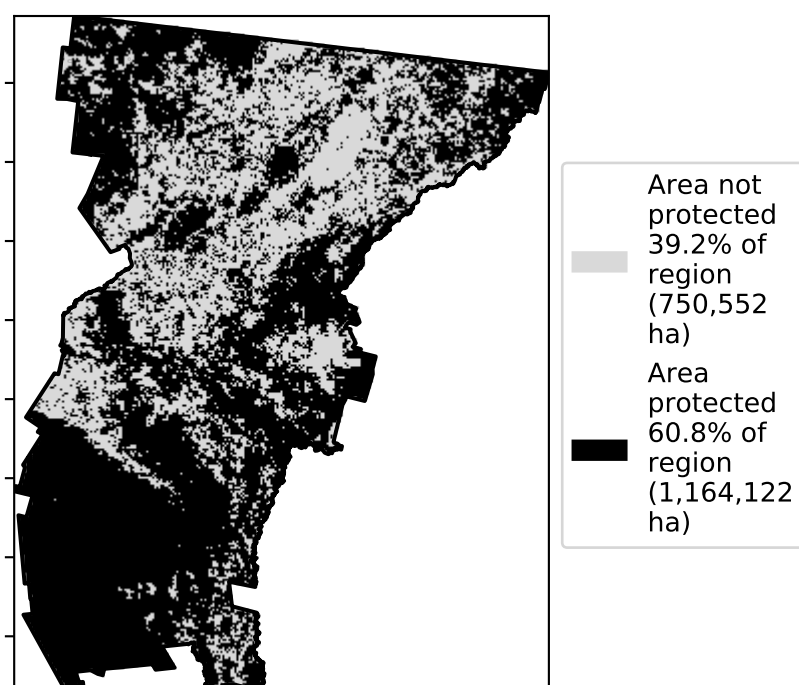 Area not
protected
39.2% of
region
(750,552
ha)
Area
protected
60.8% of
region
(1,164,122
ha)